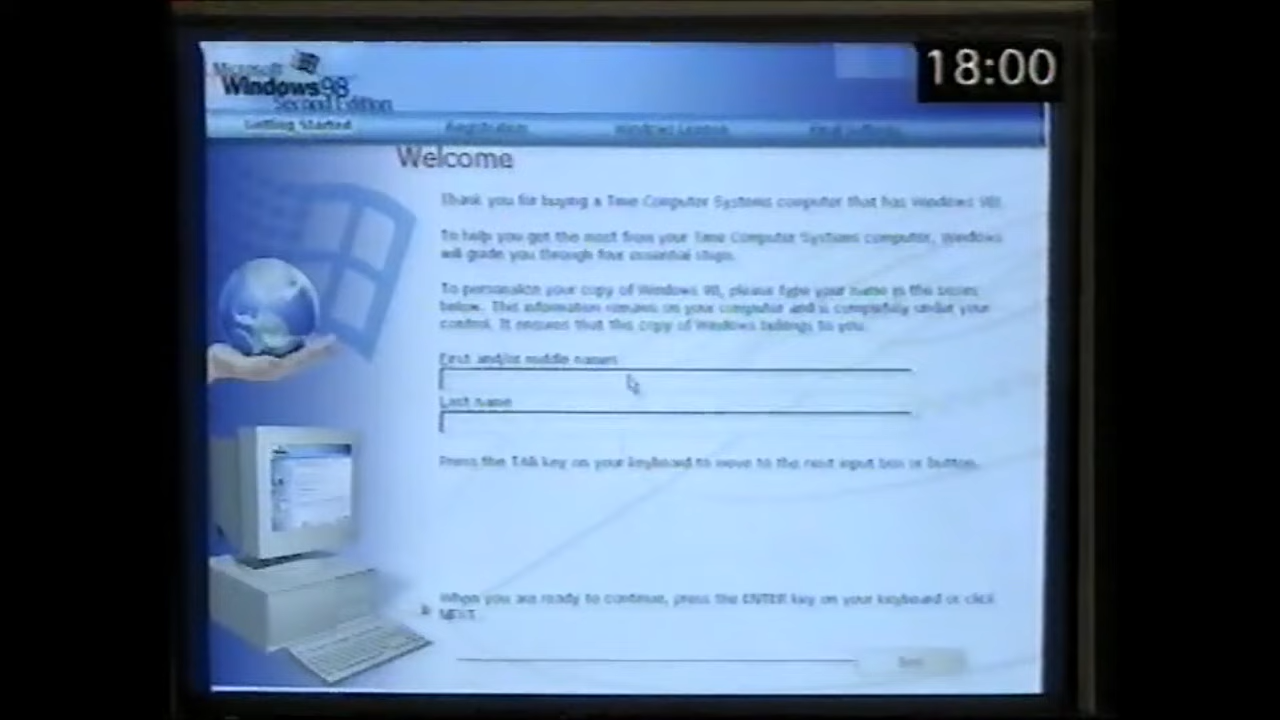 18:00
Microsoft
Windows 98
Second Edition
Getting Started
Registration
Welcome
Thank you for buying a Time Computer Systems computer that has Windows 98!
To help you get the most from your Time Computer Systems computer, Windows
will guide you through four essential steps.
To personalize your copy of Windows 98, please type your name in the
below. This information remains on your computer and is completely under your
control. It ensures that this copy of Windows belongs to you.
First and/or middle names
Last name
Press the TAB key on your keyboard to move to the next input box or button.
When you are ready to continue, press the ENTER key on your keyboard or click
NEXT.